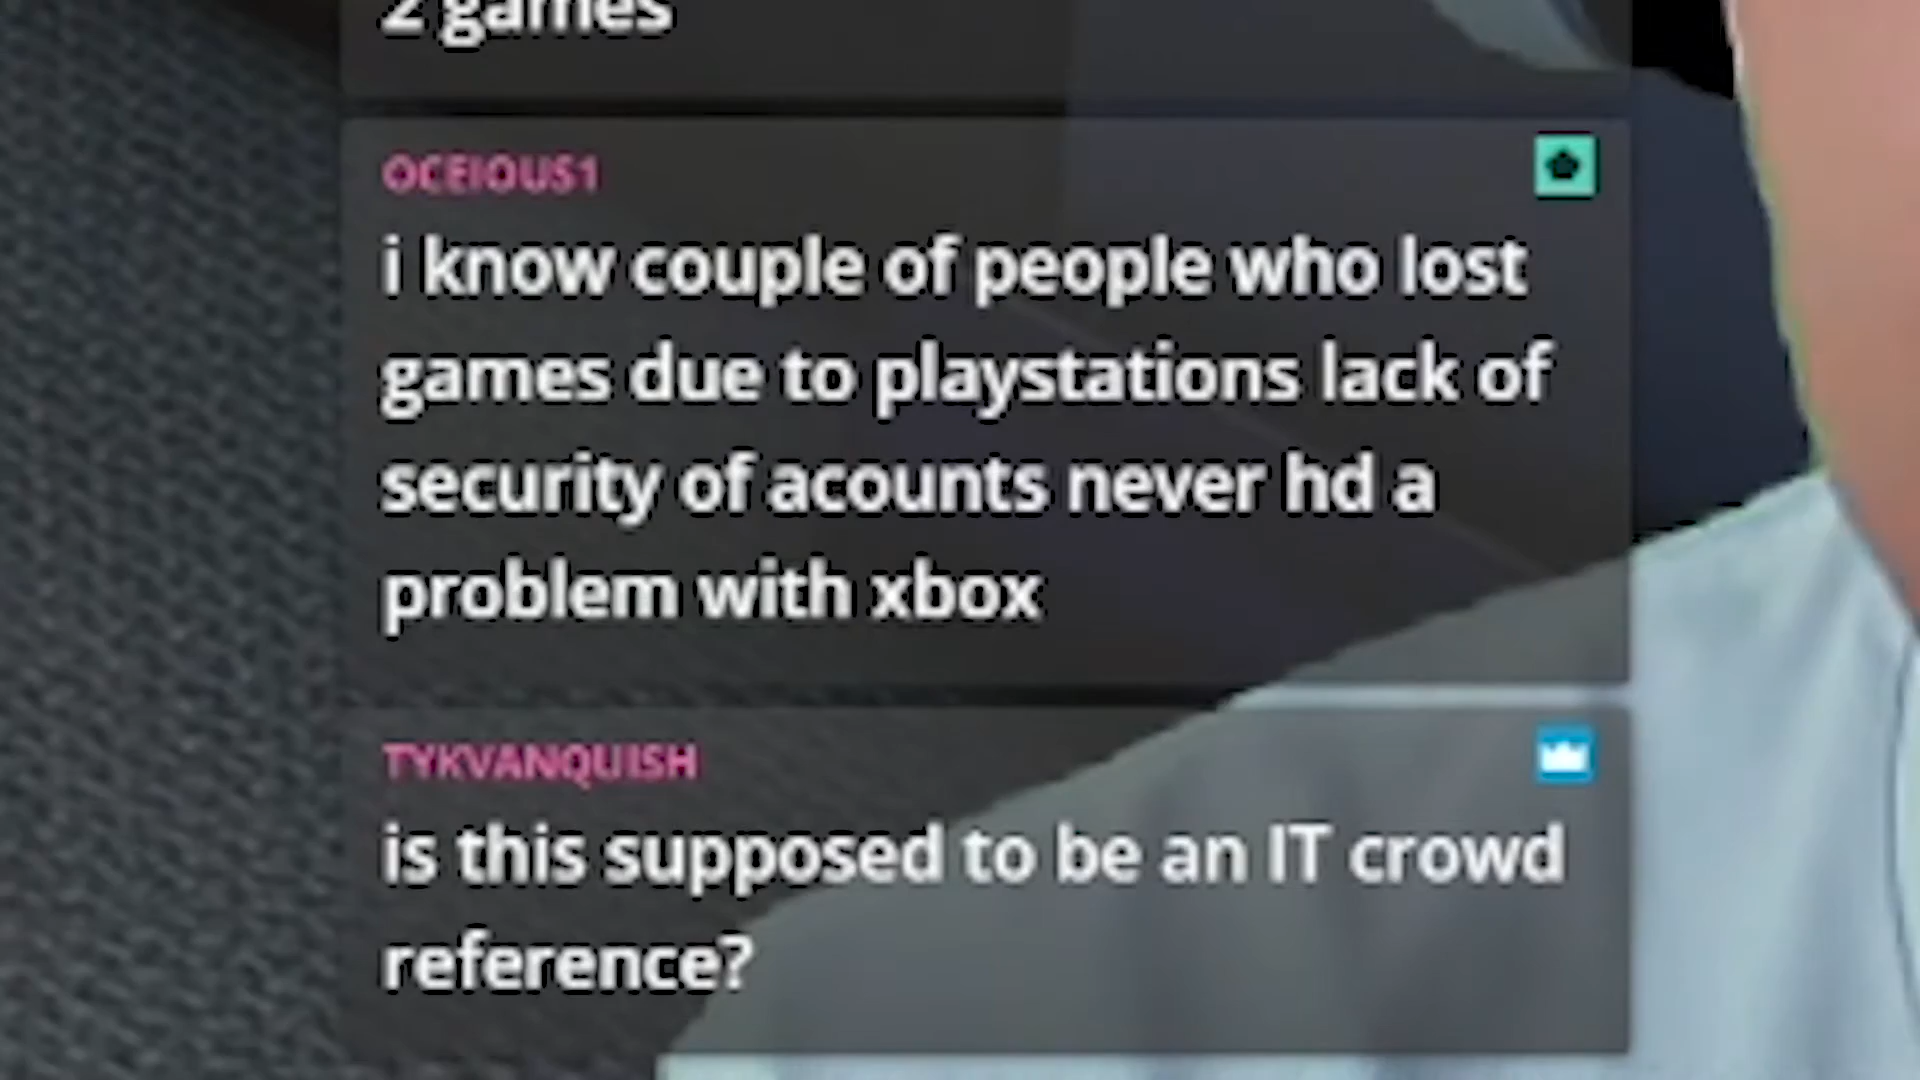 2 games
OCEIOUS1
i know couple of people who lost
games due to playstations lack of
security of acounts never hd a
problem with xbox
TYKVANQUISH
is this supposed to be an IT crowd
reference?